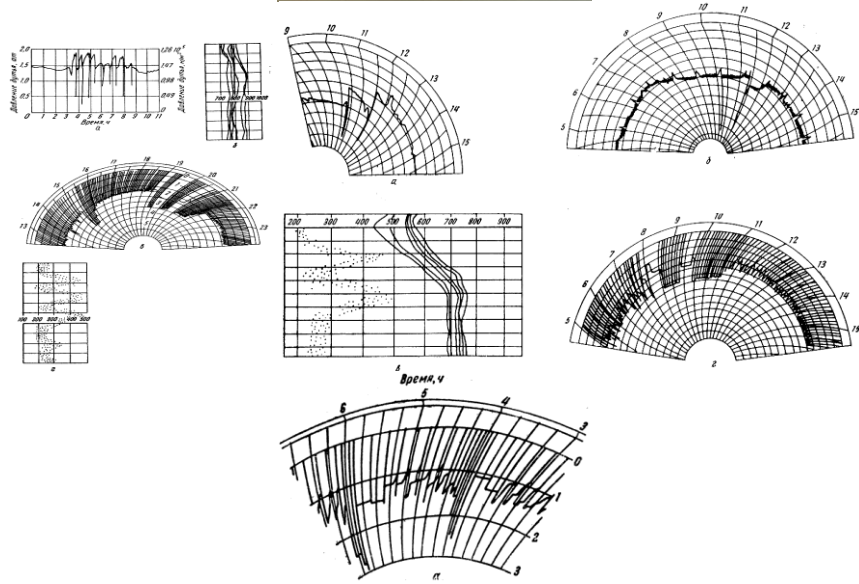 2,0
1,5
1,0
0,5
0
Давление дутья, ат
1,96·10⁵
1,47
0,98
0,49
0
Давление дутья, н/м²
0 1 2 3 4 5 6 7 8 9 10 11
Время, ч
а
700 800 900 1000
в
9 10 11 12 13 14 15
а
5 6 7 8 9 10 11 12 13 14 15
д
13 14 15 16 17 18 19 20 21 22 23
б
100 200 300 400 500
а
200 300 400 500 600 700 800 900
в
5 6 7 8 9 10 11 12 13 14 15
г
Время, ч
6 5 4 3
0
1
2
3